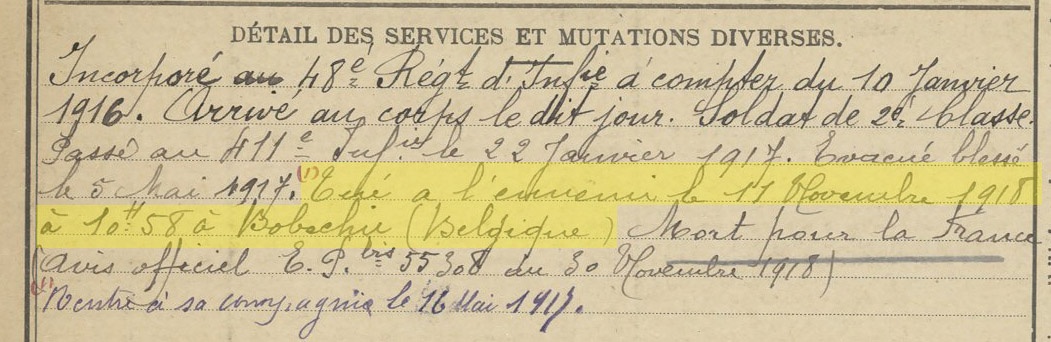 DÉTAIL DES SERVICES ET MUTATIONS DIVERSES.
Incorporé au 48e Régt d'Infie à compter du 10 Janvier
1916. Arrivé au corps le dit jour. Soldat de 2e Classe.
Passé au 411e Infie le 22 Janvier 1917. Evacué blessé
le 5 Mai 1917. (1) Tué a l'ennemi le 11 Novembre 1918
à 10H 58 à Bobechii (Belgique) Mort pour la France
(Avis officiel E.P. bis 55308 du 30 Novembre 1918)
(1) Rentré à sa compagnie le 16 Mai 1917.